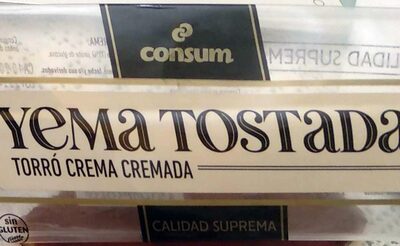 consum
CALIDAD SUPREM
YEMA TOSTADA
TORRÓ CREMA CREMADA
SIN
GLUTEN
CALIDAD SUPREMA